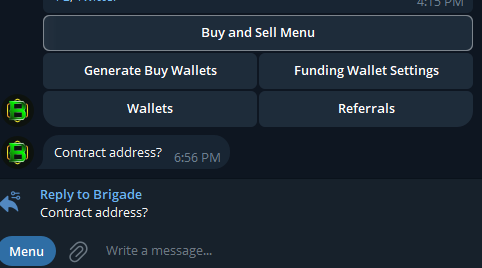 4:15 PM
Buy and Sell Menu
Generate Buy Wallets Funding Wallet Settings
Wallets Referrals
Contract address? 6:56 PM
Reply to Brigade
Contract address?
Menu Write a message...